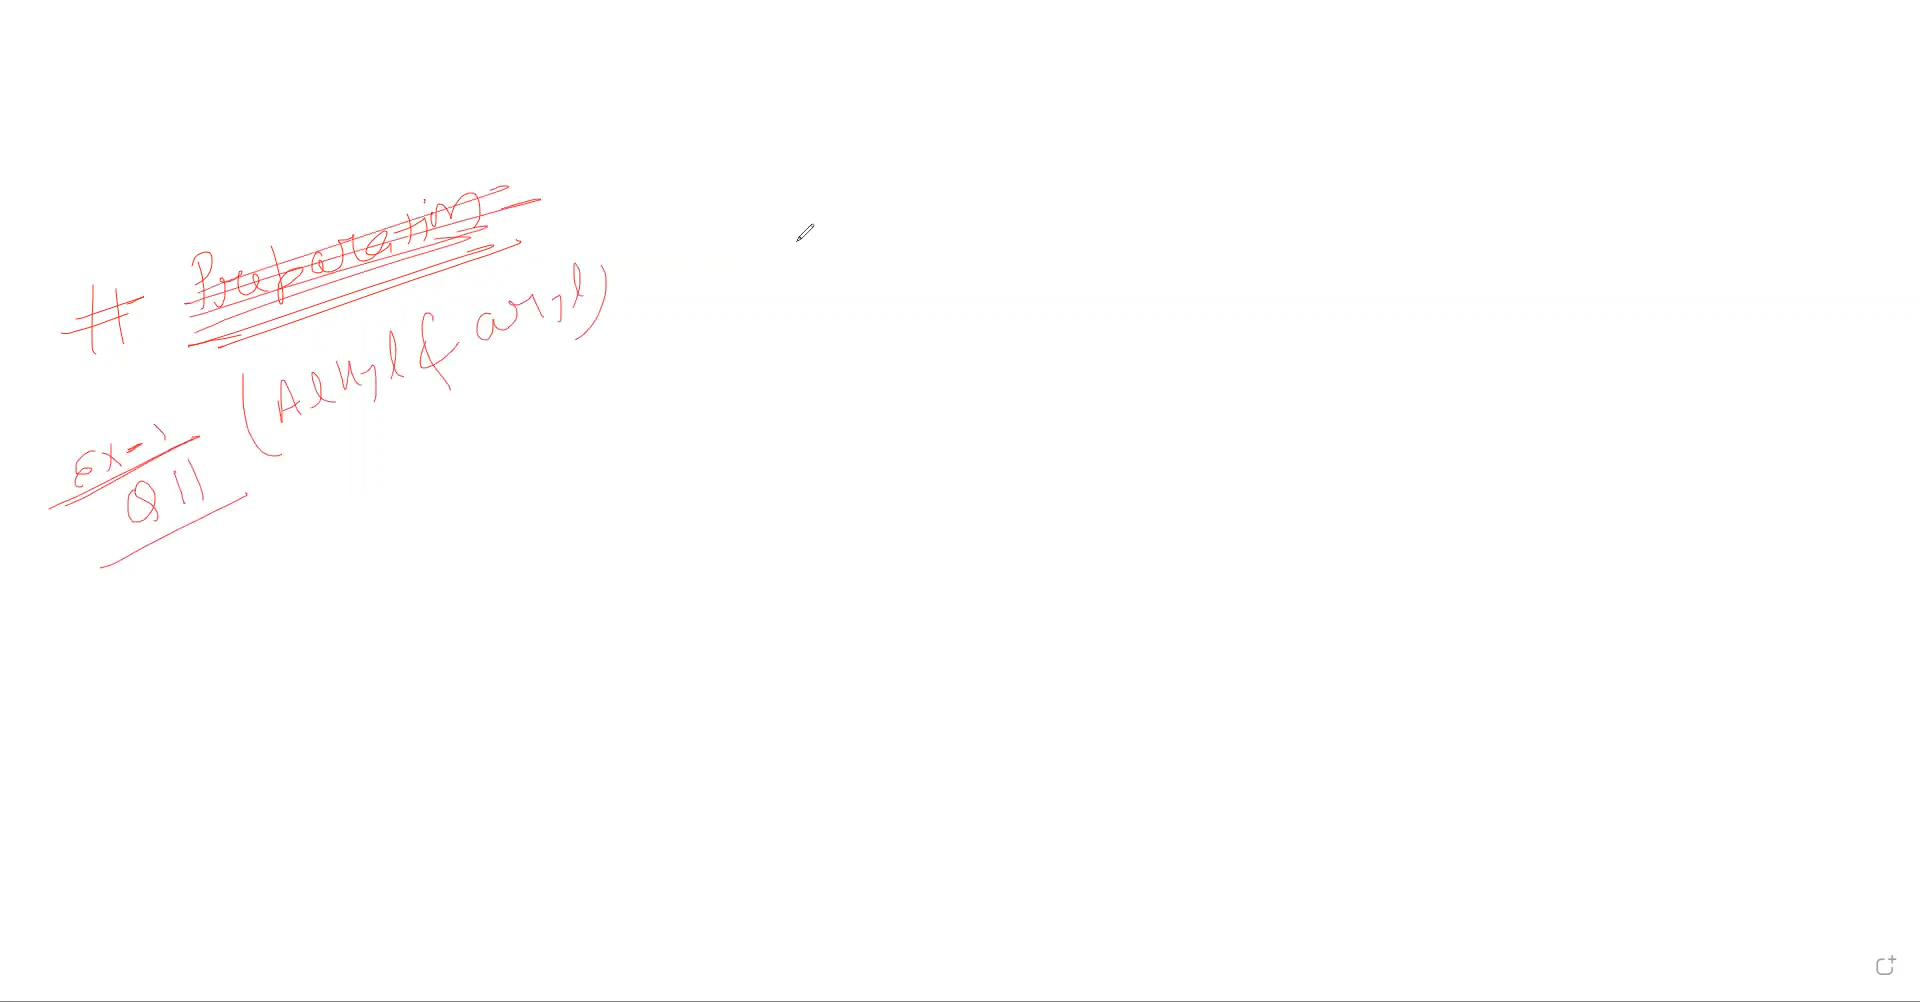 # Preparation
(Alkyl & aryl)
Ex-1
Q11